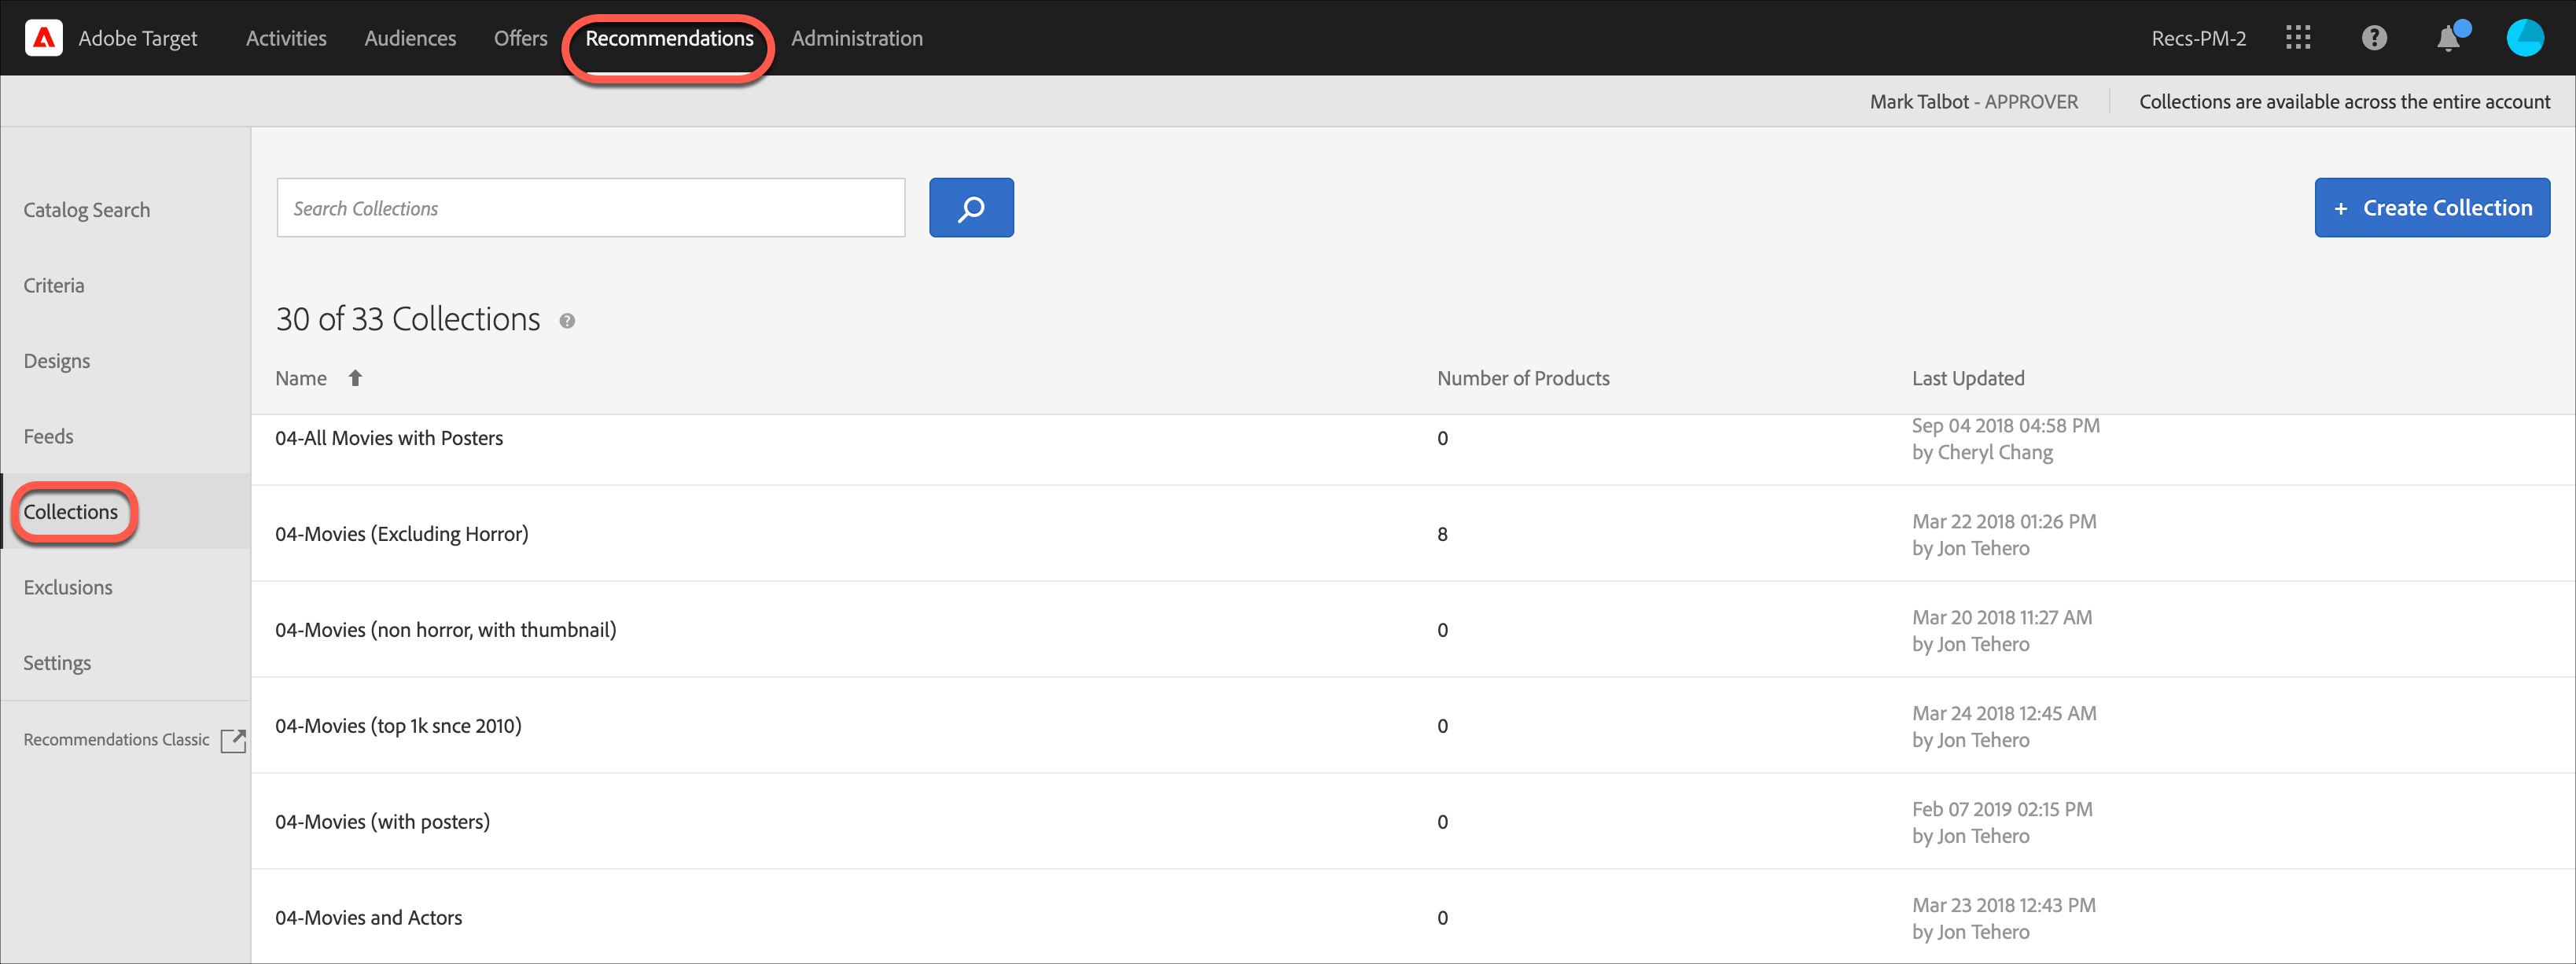 Adobe Target Activities Audiences Offers Recommendations Administration Recs-PM-2
Mark Talbot - APPROVER Collections are available across the entire account
Catalog Search
Criteria
Designs
Feeds
Collections
Exclusions
Settings
Recommendations Classic
Search Collections
+ Create Collection
30 of 33 Collections ?
Name Number of Products Last Updated
04-All Movies with Posters 0 Sep 04 2018 04:58 PM
by Cheryl Chang
04-Movies (Excluding Horror) 8 Mar 22 2018 01:26 PM
by Jon Tehero
04-Movies (non horror, with thumbnail) 0 Mar 20 2018 11:27 AM
by Jon Tehero
04-Movies (top 1k snce 2010) 0 Mar 24 2018 12:45 AM
by Jon Tehero
04-Movies (with posters) 0 Feb 07 2019 02:15 PM
by Jon Tehero
04-Movies and Actors 0 Mar 23 2018 12:43 PM
by Jon Tehero